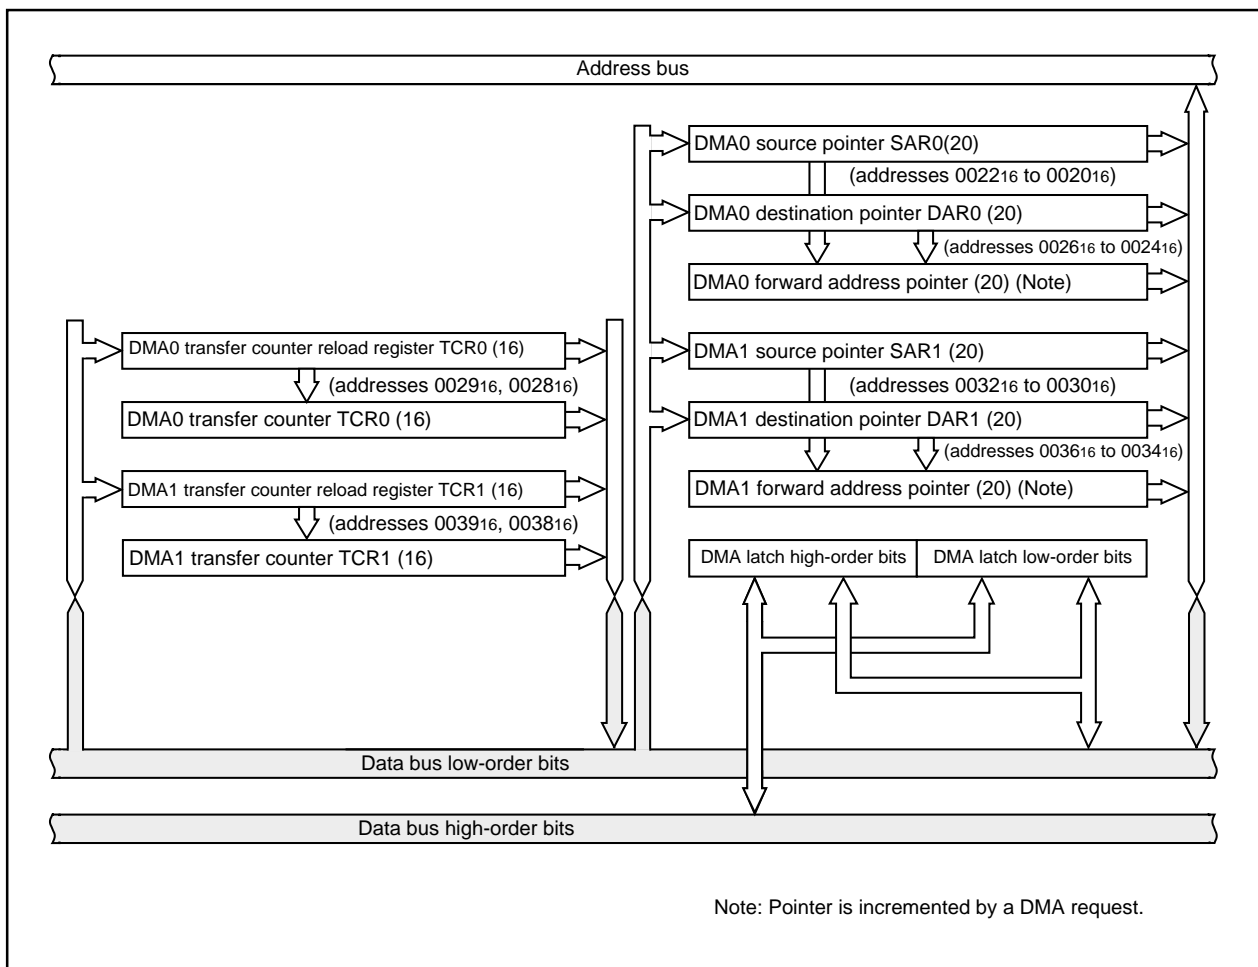 Address bus
DMA0 source pointer SAR0(20)
(addresses 002216 to 002016)
DMA0 destination pointer DAR0 (20)
(addresses 002616 to 002416)
DMA0 forward address pointer (20) (Note)
DMA0 transfer counter reload register TCR0 (16)
(addresses 002916, 002816)
DMA0 transfer counter TCR0 (16)
DMA1 transfer counter reload register TCR1 (16)
(addresses 003916, 003816)
DMA1 transfer counter TCR1 (16)
DMA1 source pointer SAR1 (20)
(addresses 003216 to 003016)
DMA1 destination pointer DAR1 (20)
(addresses 003616 to 003416)
DMA1 forward address pointer (20) (Note)
DMA latch high-order bits
DMA latch low-order bits
Data bus low-order bits
Data bus high-order bits
Note: Pointer is incremented by a DMA request.